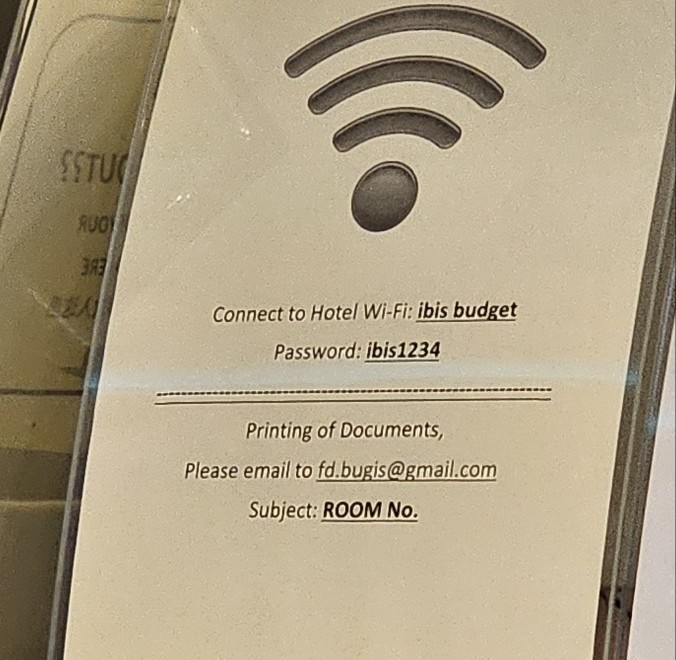 Connect to Hotel Wi-Fi: ibis budget
Password: ibis1234
Printing of Documents,
Please email to fd.bugis@gmail.com
Subject: ROOM No.